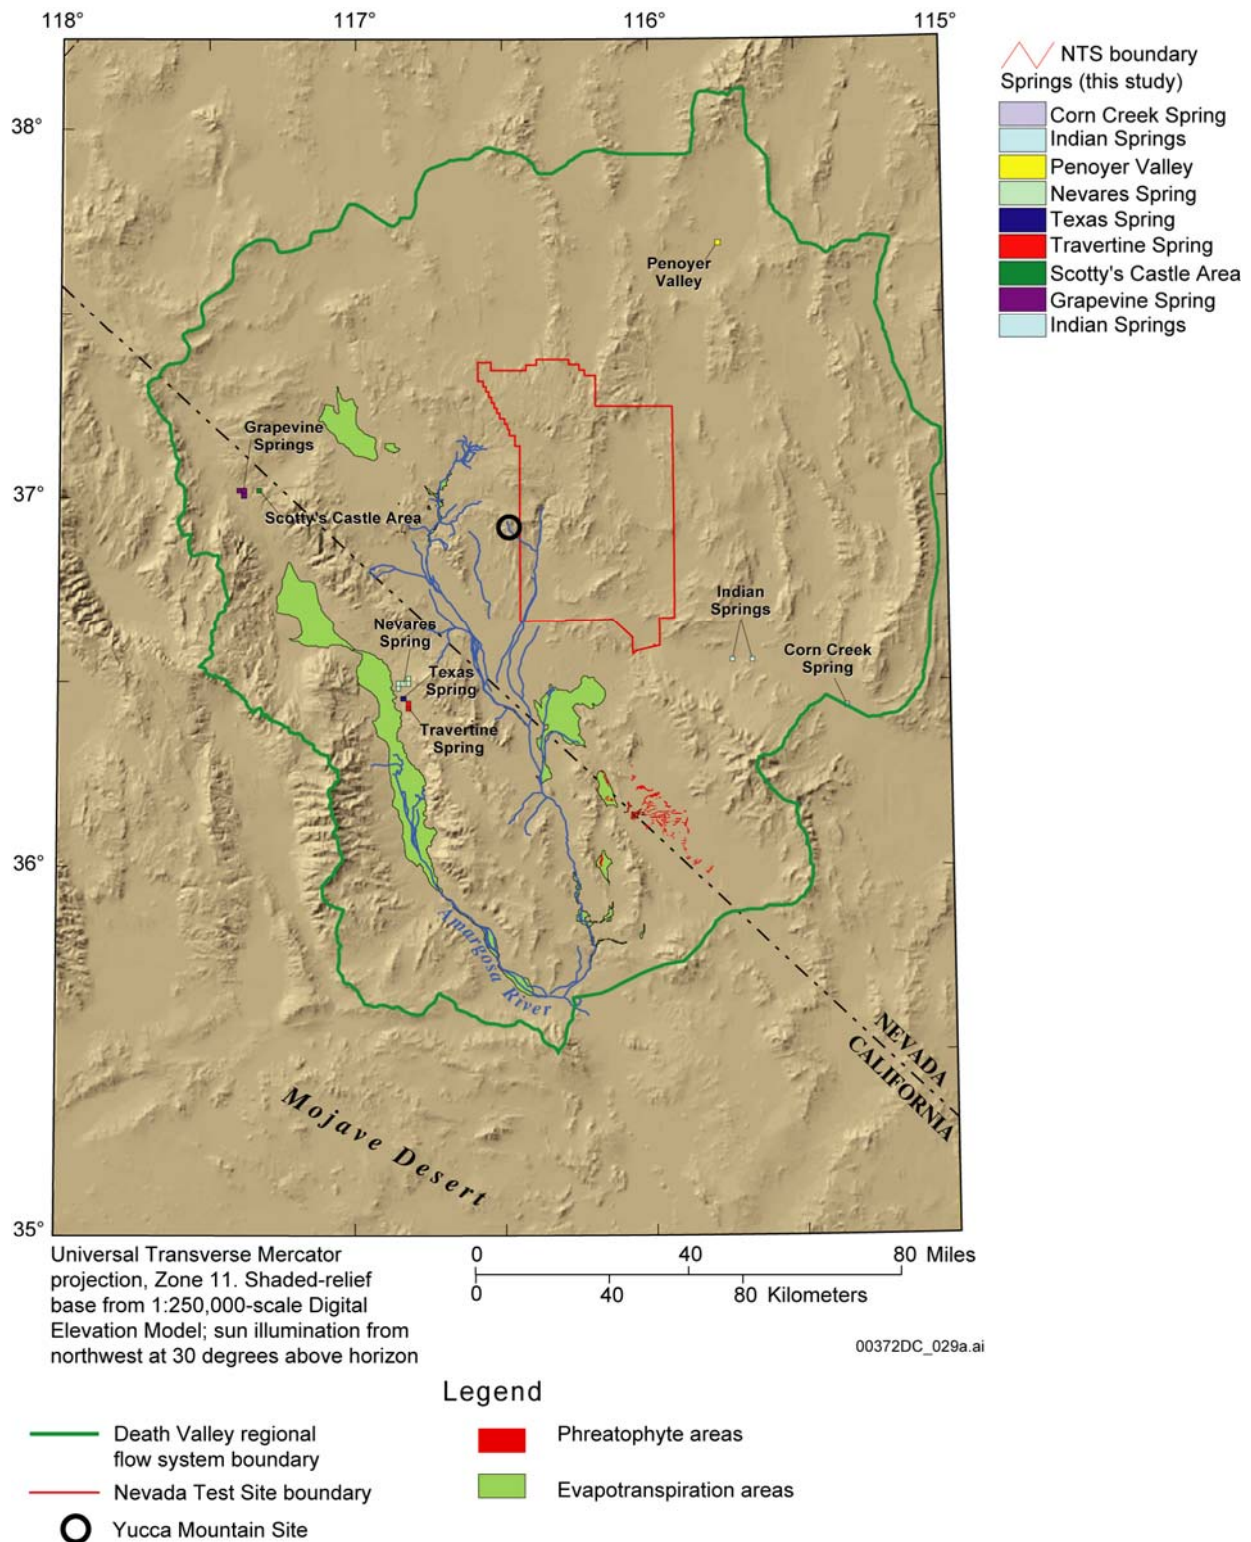 118°
117°
116°
115°
38°
37°
36°
35°
NTS boundary
Springs (this study)
Corn Creek Spring
Indian Springs
Penoyer Valley
Nevares Spring
Texas Spring
Travertine Spring
Scotty's Castle Area
Grapevine Spring
Indian Springs
Penoyer
Valley
Grapevine
Springs
Scotty's Castle Area
Indian
Springs
Nevares
Spring
Corn Creek
Spring
Texas
Spring
Travertine
Spring
Amargosa River
NEVADA
CALIFORNIA
Mojave Desert
Universal Transverse Mercator
projection, Zone 11. Shaded-relief
base from 1:250,000-scale Digital
Elevation Model; sun illumination from
northwest at 30 degrees above horizon
0 40 80 Miles
0 40 80 Kilometers
00372DC_029a.ai
Legend
Death Valley regional
flow system boundary
Nevada Test Site boundary
Yucca Mountain Site
Phreatophyte areas
Evapotranspiration areas